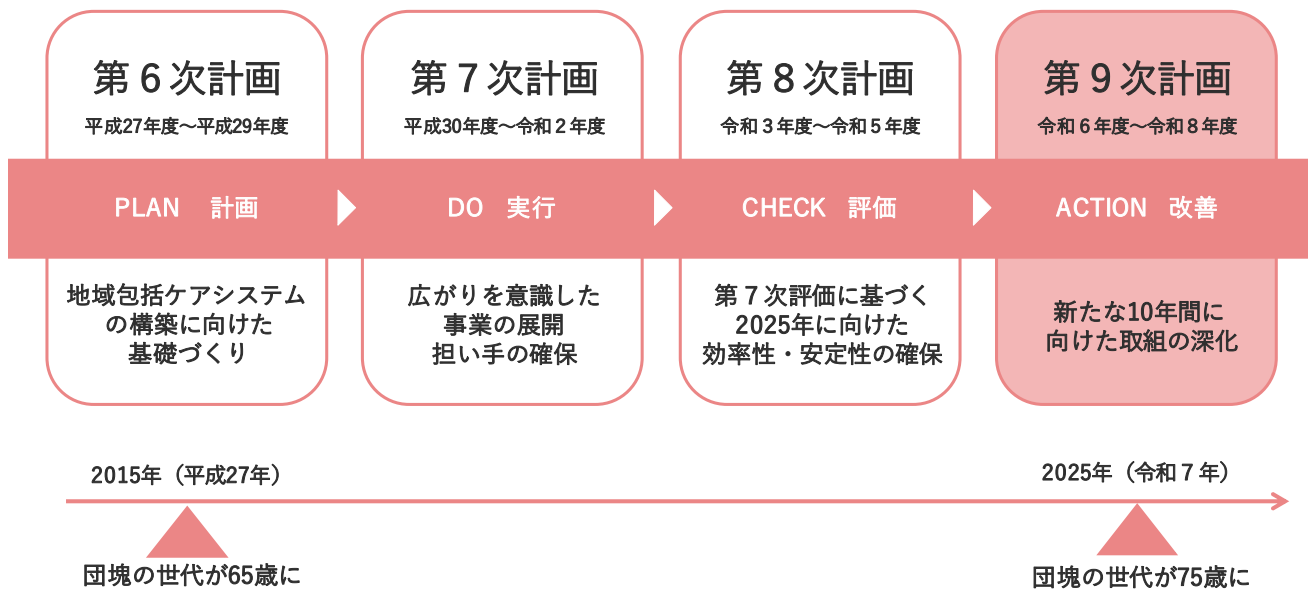 第６次計画
平成27年度～平成29年度
PLAN　計画
地域包括ケアシステム
の構築に向けた
基礎づくり
第７次計画
平成30年度～令和２年度
DO　実行
広がりを意識した
事業の展開
担い手の確保
第８次計画
令和３年度～令和５年度
CHECK　評価
第７次評価に基づく
2025年に向けた
効率性・安定性の確保
第９次計画
令和６年度～令和８年度
ACTION　改善
新たな10年間に
向けた取組の深化
2015年（平成27年）
団塊の世代が65歳に
2025年（令和７年）
団塊の世代が75歳に